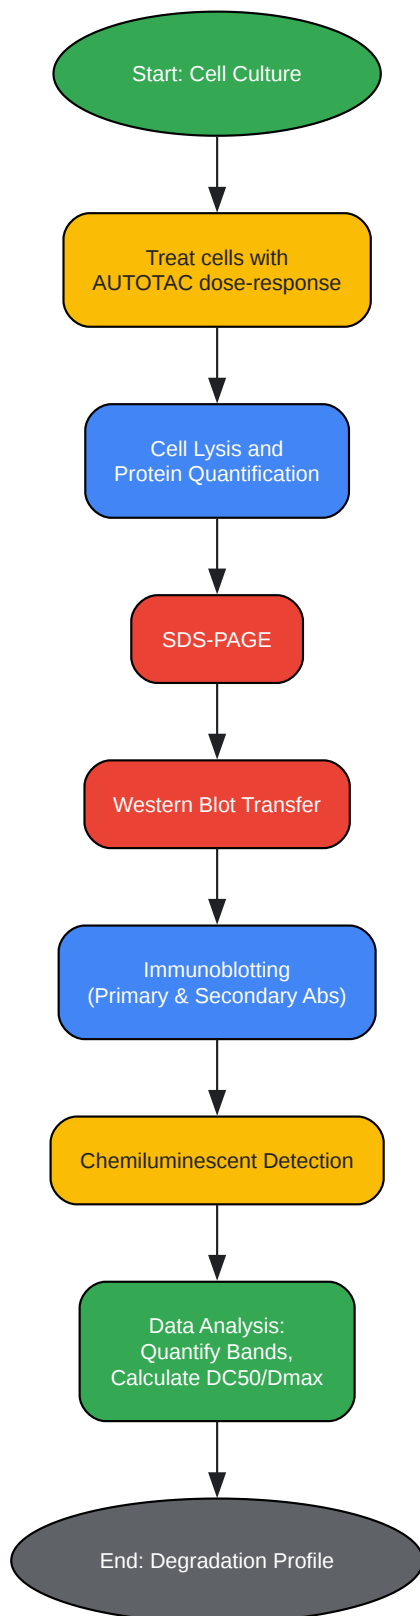 Start: Cell Culture
Treat cells with
AUTOTAC dose-response
Cell Lysis and
Protein Quantification
SDS-PAGE
Western Blot Transfer
Immunoblotting
(Primary & Secondary Abs)
Chemiluminescent Detection
Data Analysis:
Quantify Bands,
Calculate DC50/Dmax
End: Degradation Profile